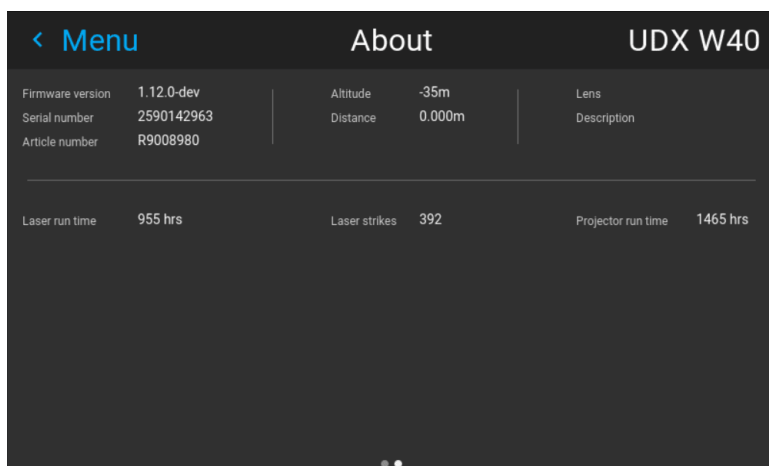 Menu About UDX W40
Firmware version 1.12.0-dev Altitude -35m Lens
Serial number 2590142963 Distance 0.000m Description
Article number R9008980
Laser run time 955 hrs Laser strikes 392 Projector run time 1465 hrs